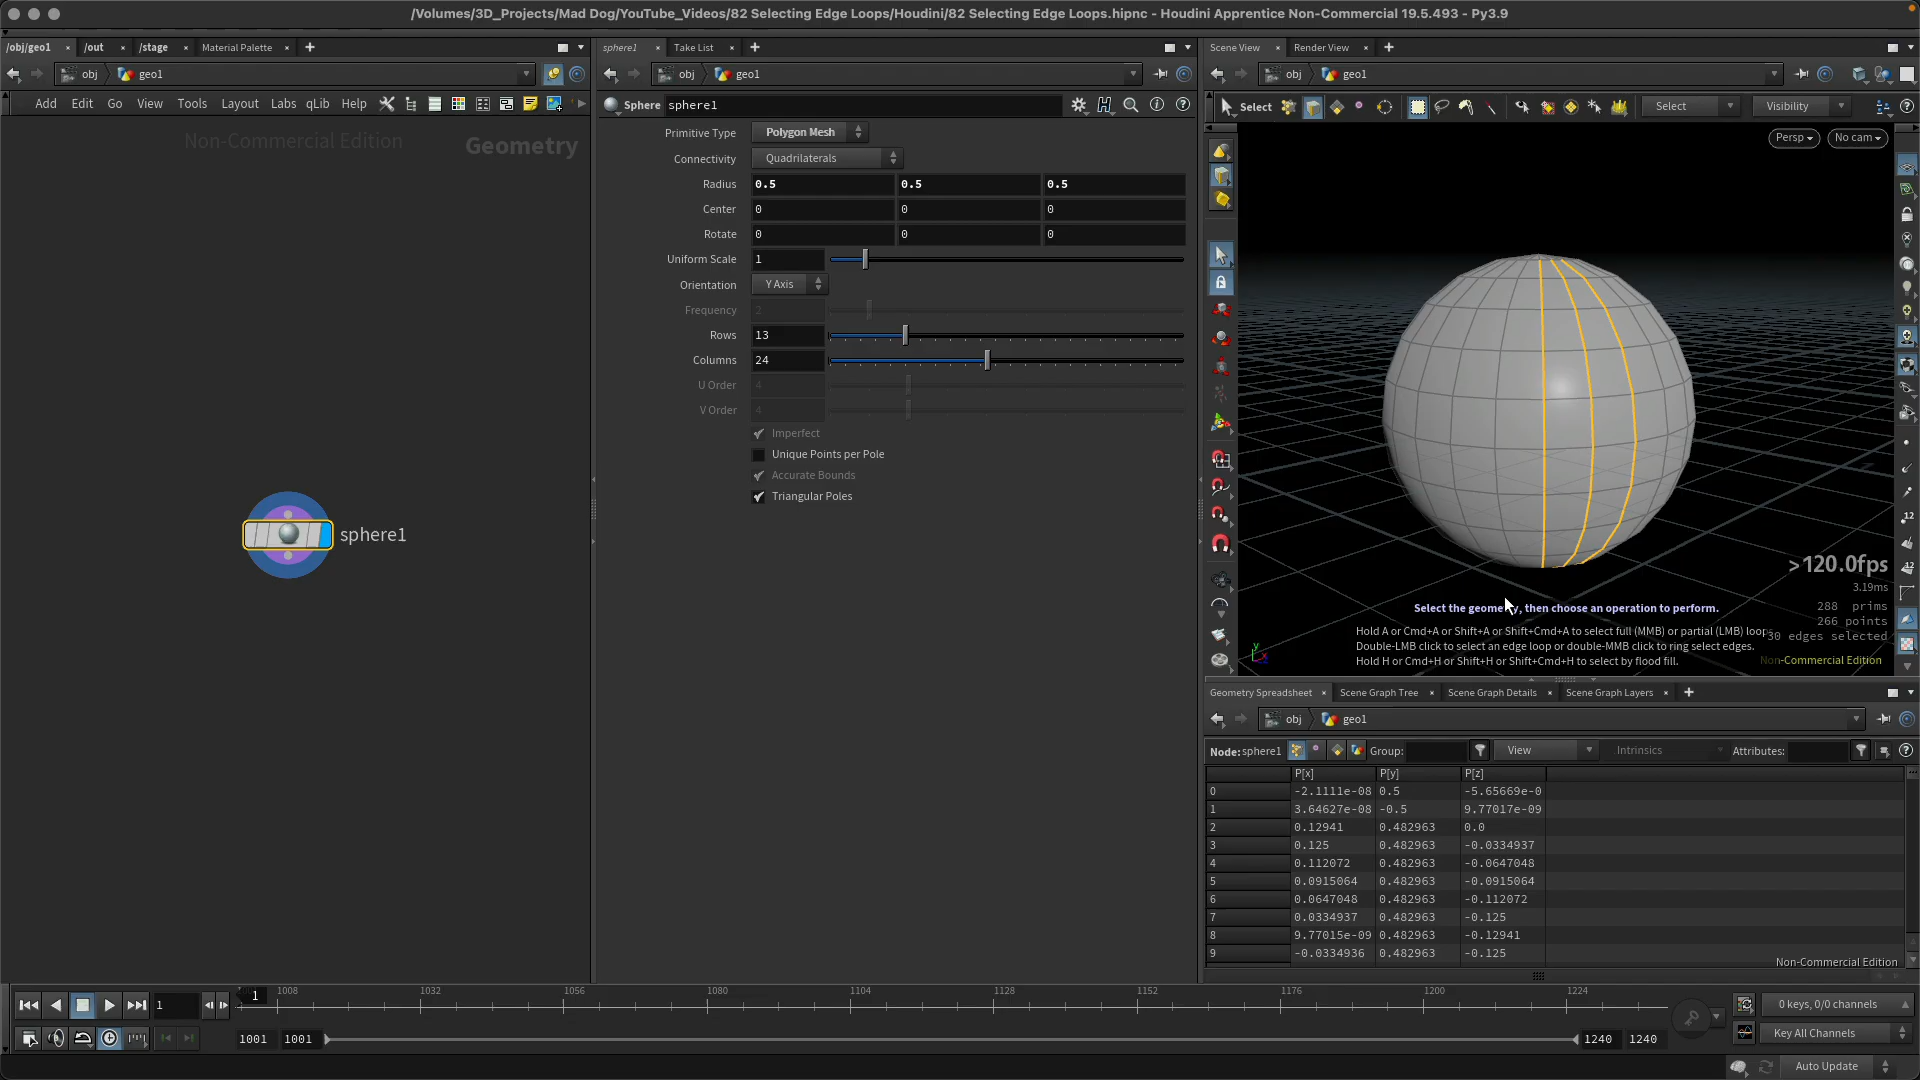 /Volumes/3D_Projects/Mad Dog/YouTube_Videos/82 Selecting Edge Loops/Houdini/82 Selecting Edge Loops.hipnc - Houdini Apprentice Non-Commercial 19.5.493 - Py3.9
/obj/geo1 × /out × /stage × Material Palette × +
obj geo1
Add Edit Go View Tools Layout Labs qLib Help
Non-Commercial Edition
Geometry
sphere1
sphere1 × Take List × +
obj geo1
Sphere sphere1
Primitive Type Polygon Mesh
Connectivity Quadrilaterals
Radius 0.5 0.5 0.5
Center 0 0 0
Rotate 0 0 0
Uniform Scale 1
Orientation Y Axis
Frequency 2
Rows 13
Columns 24
U Order 4
V Order 4
Imperfect
Unique Points per Pole
Accurate Bounds
Triangular Poles
Scene View × Render View × +
obj geo1
Select Select Visibility
Persp No cam
>120.0fps
3.19ms
288 prims
266 points
30 edges selected
Non-Commercial Edition
Select the geometry, then choose an operation to perform.
Hold A or Cmd+A or Shift+A or Shift+Cmd+A to select full (MMB) or partial (LMB) loops
Double-LMB click to select an edge loop or double-MMB click to ring select edges.
Hold H or Cmd+H or Shift+H or Shift+Cmd+H to select by flood fill.
12
12
Geometry Spreadsheet × Scene Graph Tree × Scene Graph Details × Scene Graph Layers × +
obj geo1
Node: sphere1 Group: View Intrinsics Attributes:
P[x] P[y] P[z]
0 -2.1111e-08 0.5 -5.65669e-0
1 3.64627e-08 -0.5 9.77017e-09
2 0.12941 0.482963 0.0
3 0.125 0.482963 -0.0334937
4 0.112072 0.482963 -0.0647048
5 0.0915064 0.482963 -0.0915064
6 0.0647048 0.482963 -0.112072
7 0.0334937 0.482963 -0.125
8 9.77015e-09 0.482963 -0.12941
9 -0.0334936 0.482963 -0.125
Non-Commercial Edition
1 1 1008 1032 1056 1080 1104 1128 1152 1176 1200 1224
0 keys, 0/0 channels
1001 1001 1240 1240
Key All Channels
Auto Update